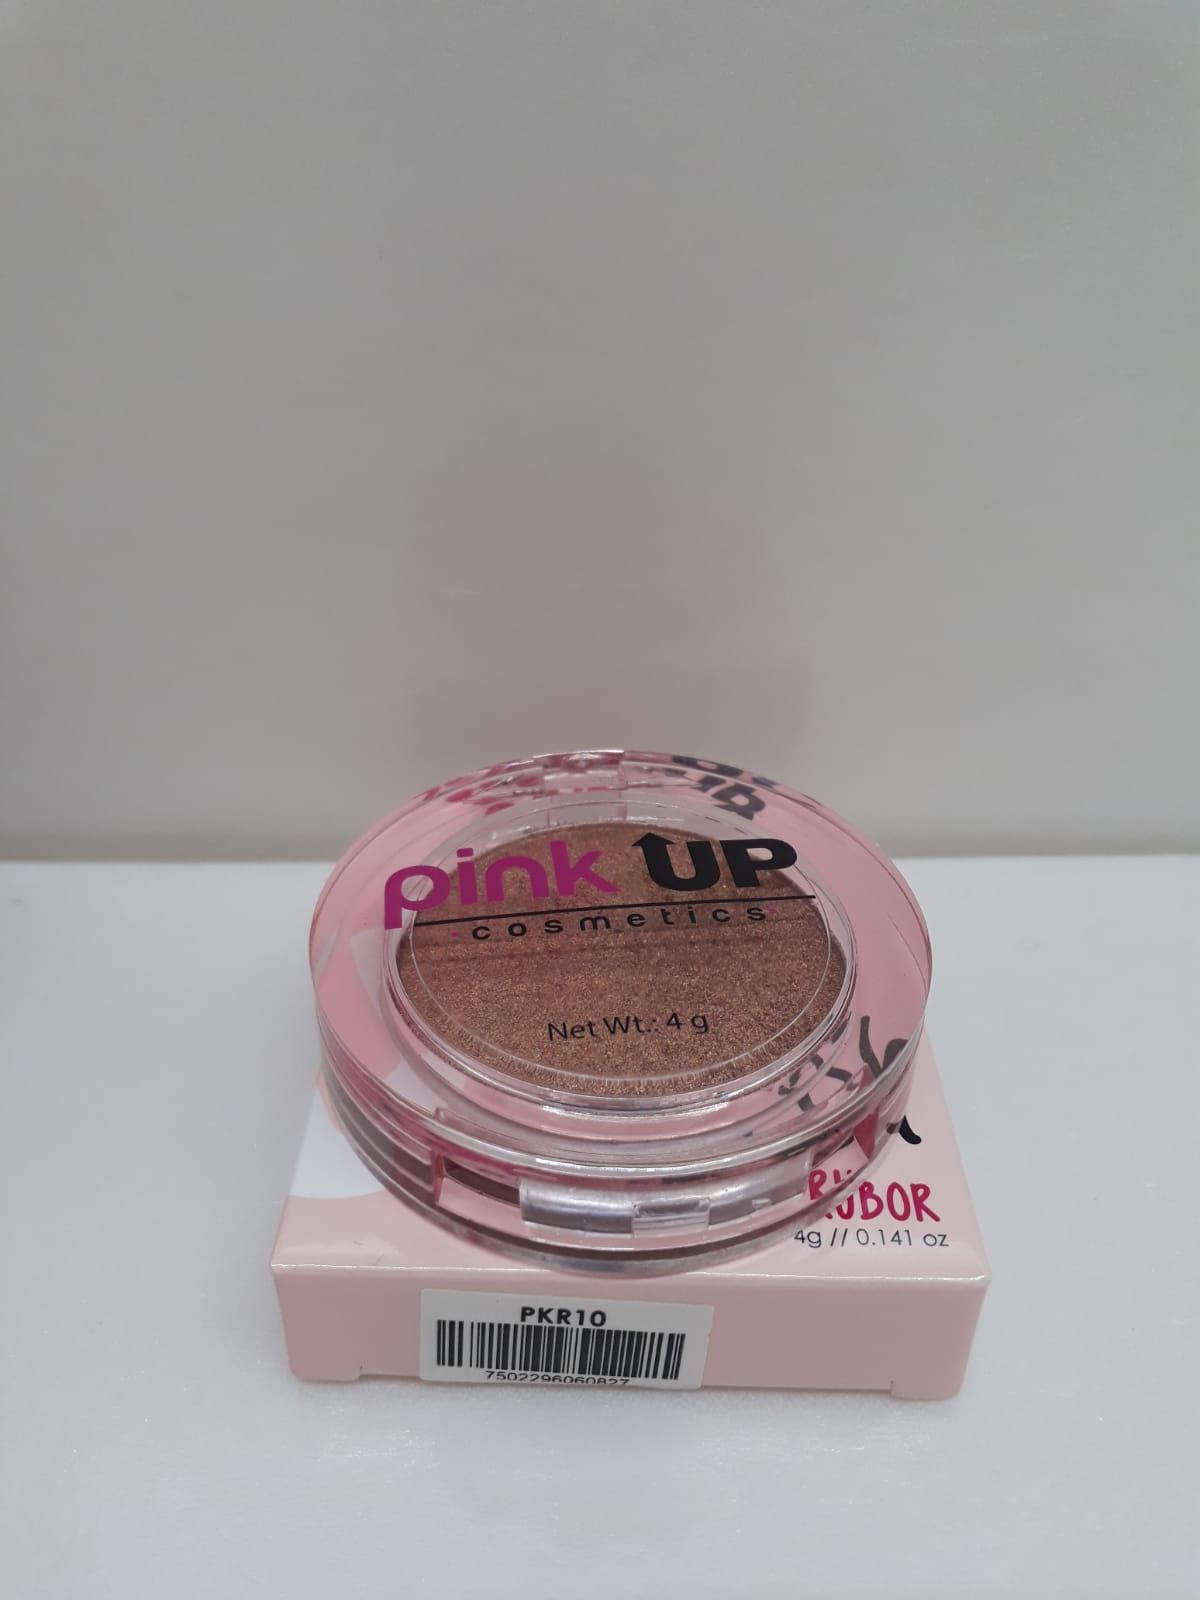 pink UP
cosmetics
Net Wt.: 4 g
RUBOR
4g // 0.141 oz
PKR10
7502296060827